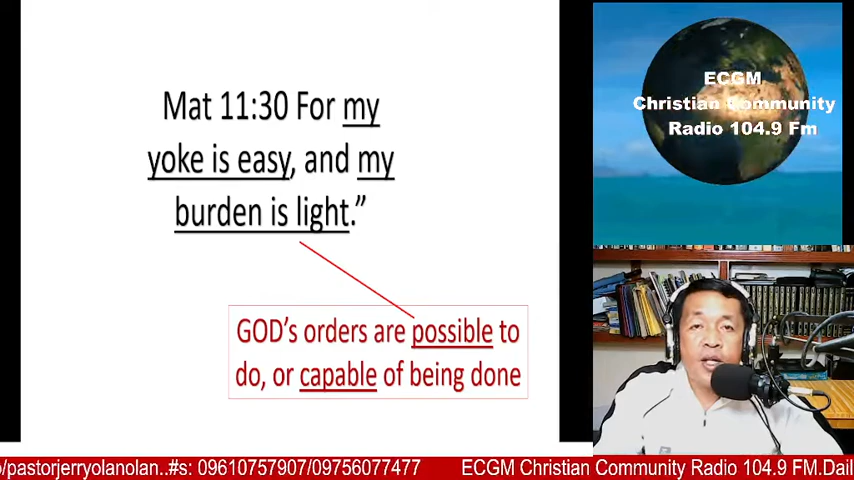 Mat 11:30 For my
yoke is easy, and my
burden is light.”
GOD’s orders are possible to
do, or capable of being done
ECGM
Christian Community
Radio 104.9 Fm
o/pastorjerryolanolan..#s: 09610757907/09756077477 ECGM Christian Community Radio 104.9 FM.Dail